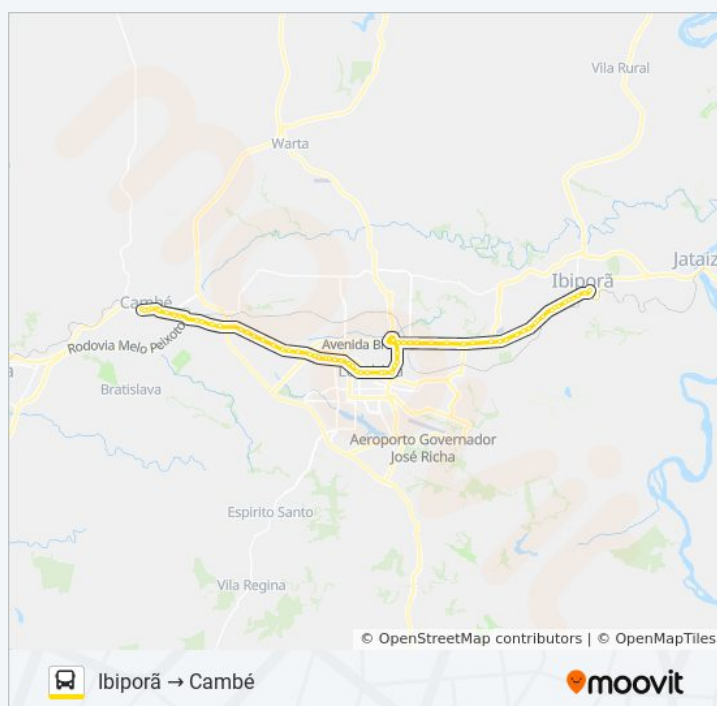 Vila Rural
Warta
Jataiz
Ibiporã
Cambé
Rodovia Melo Peixoto
Avenida B
Bratislava
Aeroporto Governador
José Richa
Espirito Santo
Vila Regina
© OpenStreetMap contributors | © OpenMapTiles
Ibiporã → Cambé
moovit